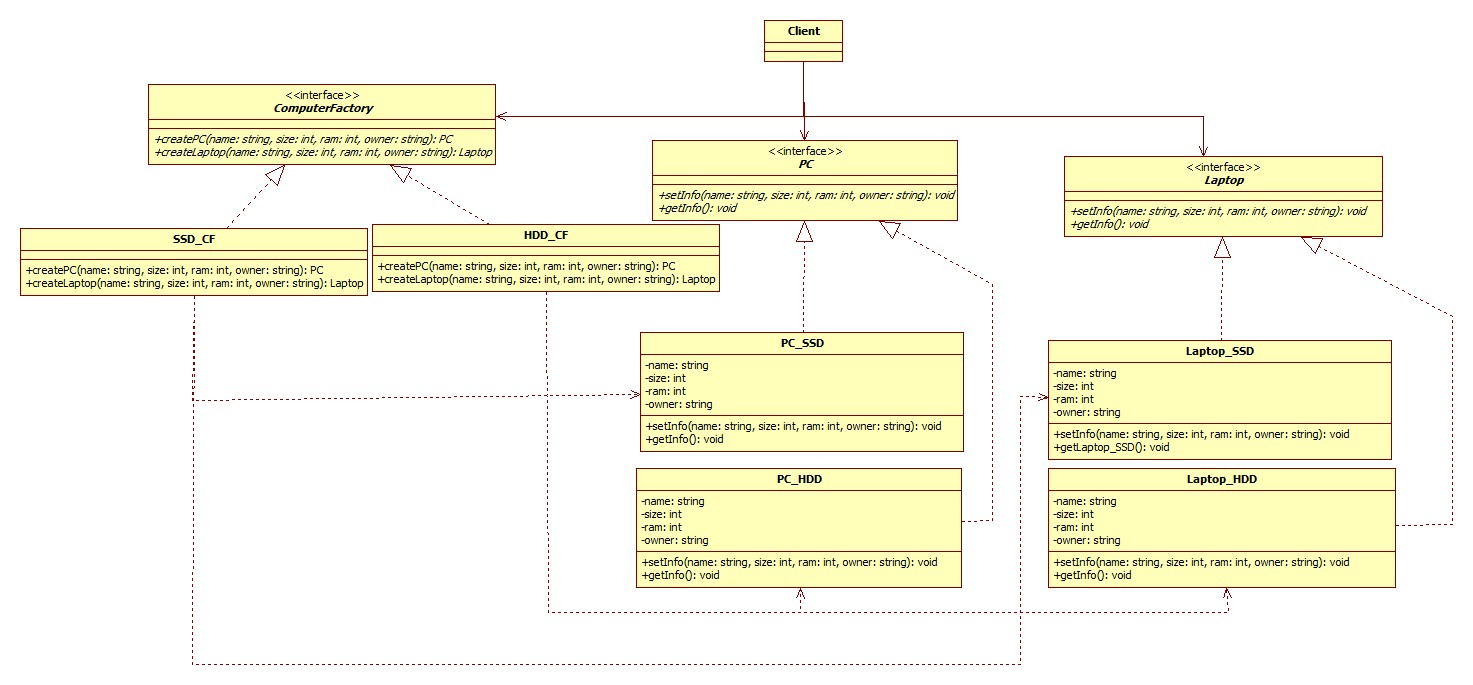 Client
<<interface>>
ComputerFactory
+createPC(name: string, size: int, ram: int, owner: string): PC
+createLaptop(name: string, size: int, ram: int, owner: string): Laptop
<<interface>>
PC
+setInfo(name: string, size: int, ram: int, owner: string): void
+getInfo(): void
<<interface>>
Laptop
+setInfo(name: string, size: int, ram: int, owner: string): void
+getInfo(): void
SSD_CF
+createPC(name: string, size: int, ram: int, owner: string): PC
+createLaptop(name: string, size: int, ram: int, owner: string): Laptop
HDD_CF
+createPC(name: string, size: int, ram: int, owner: string): PC
+createLaptop(name: string, size: int, ram: int, owner: string): Laptop
PC_SSD
-name: string
-size: int
-ram: int
-owner: string
+setInfo(name: string, size: int, ram: int, owner: string): void
+getInfo(): void
Laptop_SSD
-name: string
-size: int
-ram: int
-owner: string
+setInfo(name: string, size: int, ram: int, owner: string): void
+getLaptop_SSD(): void
PC_HDD
-name: string
-size: int
-ram: int
-owner: string
+setInfo(name: string, size: int, ram: int, owner: string): void
+getInfo(): void
Laptop_HDD
-name: string
-size: int
-ram: int
-owner: string
+setInfo(name: string, size: int, ram: int, owner: string): void
+getInfo(): void